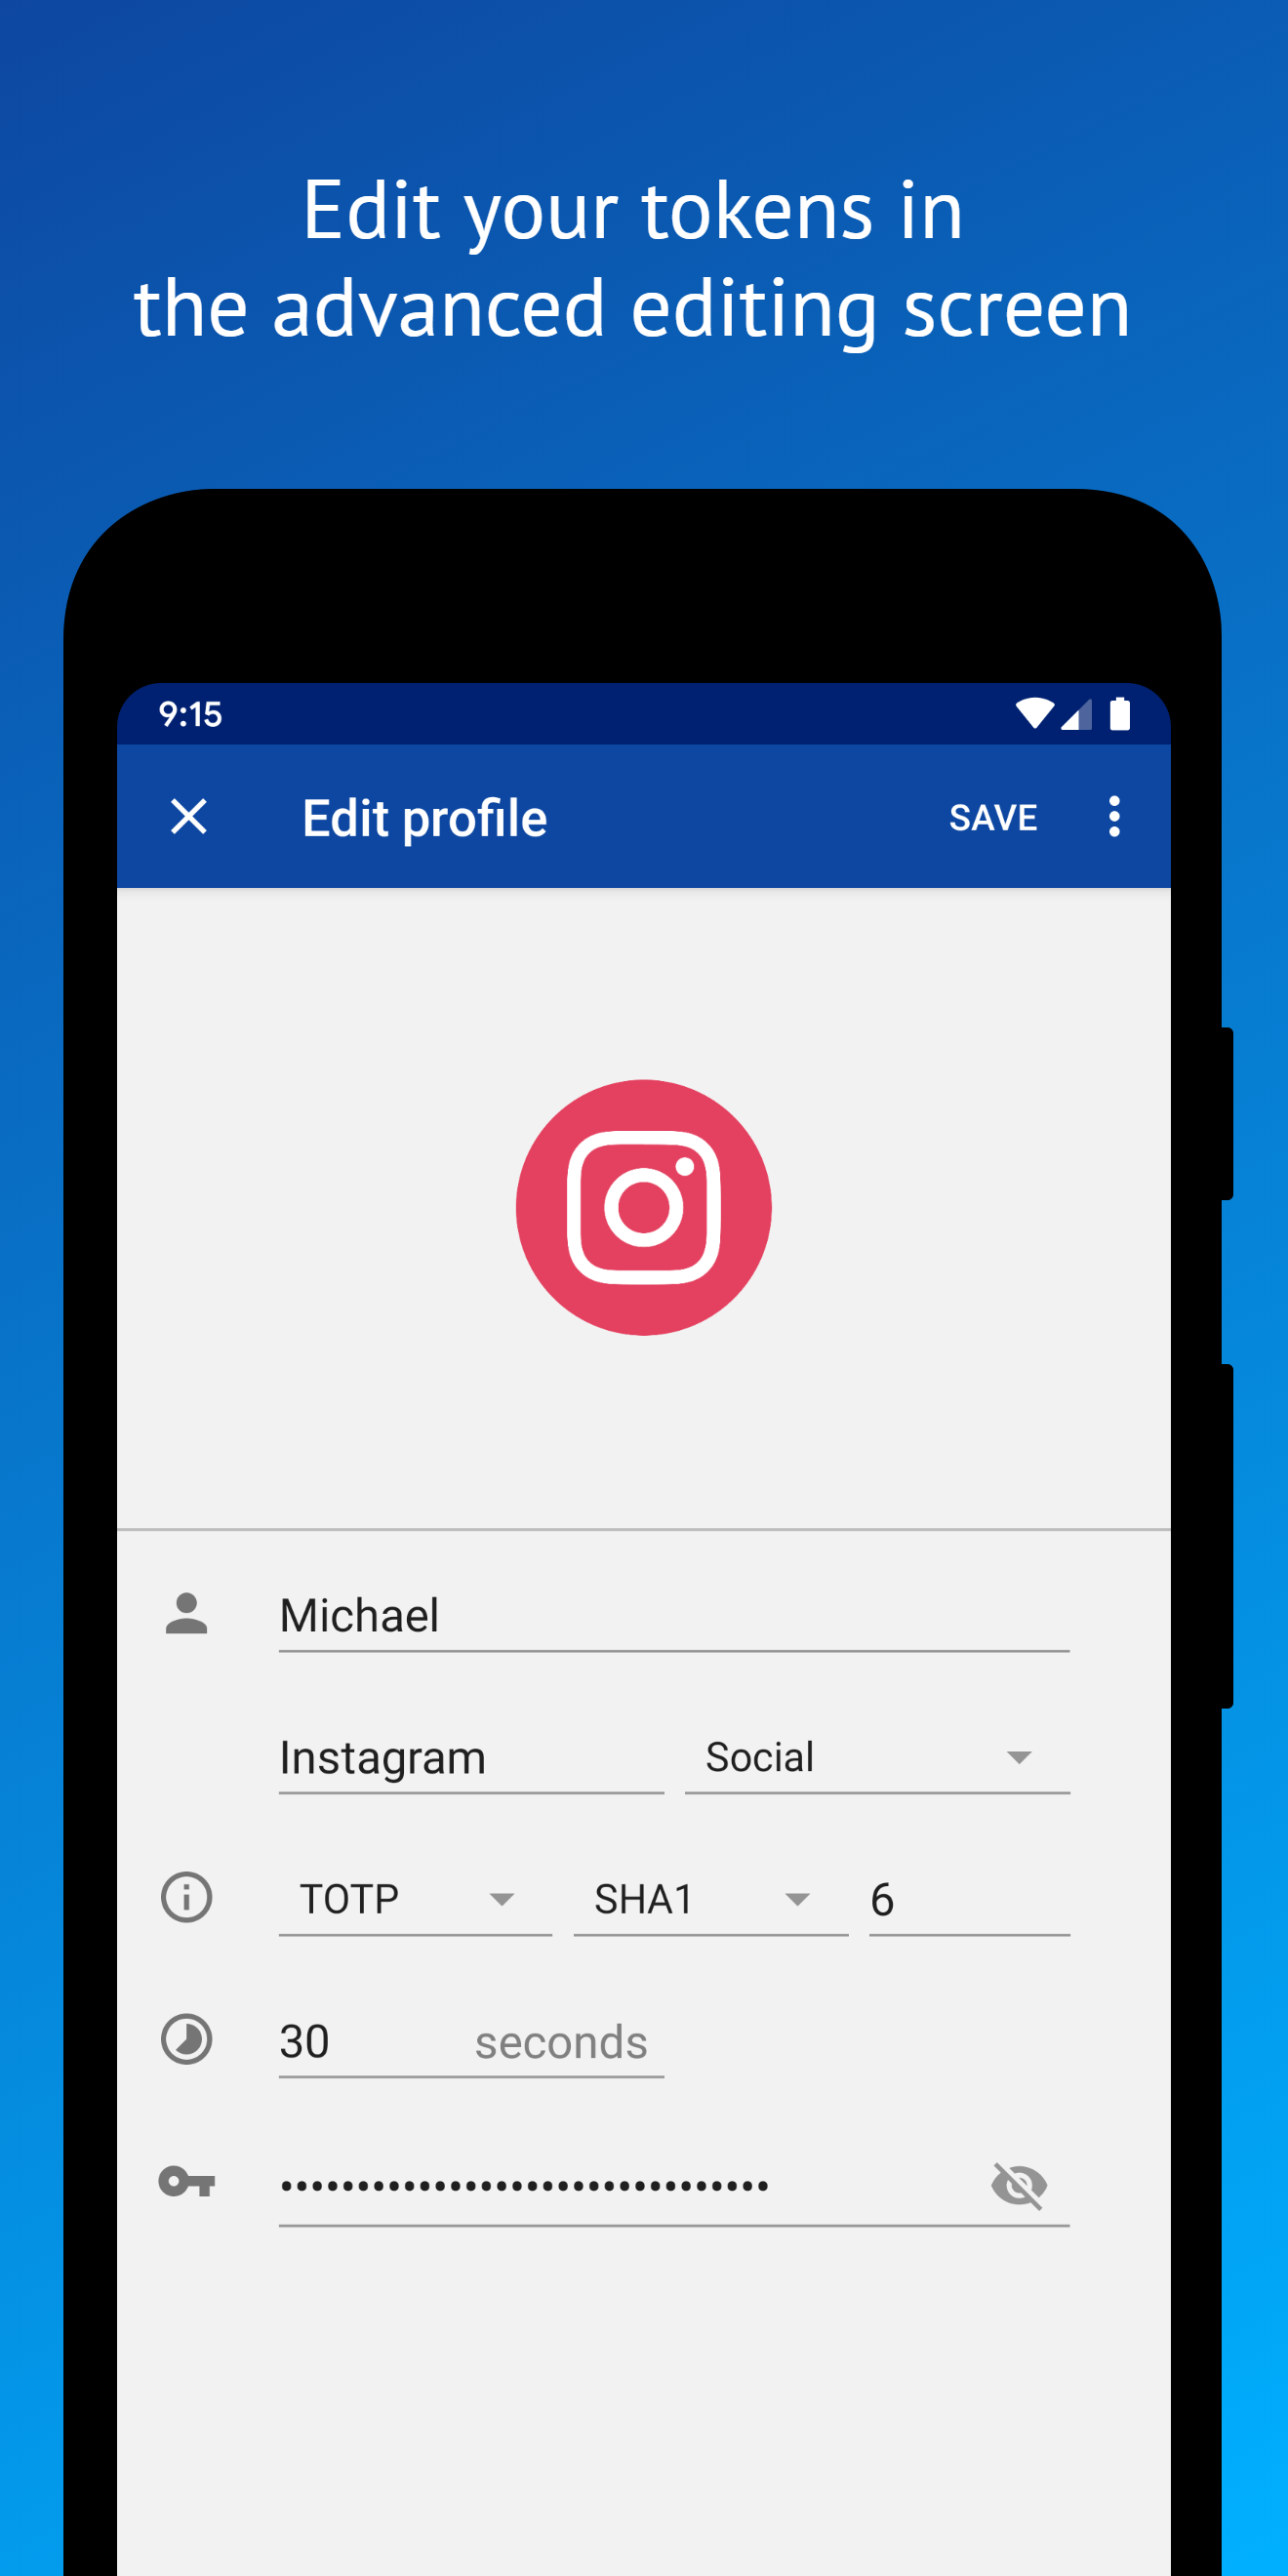 Edit your tokens in
the advanced editing screen
9:15
Edit profile SAVE
Michael
Instagram Social
TOTP SHA1 6
30 seconds
••••••••••••••••••••••••••••••••